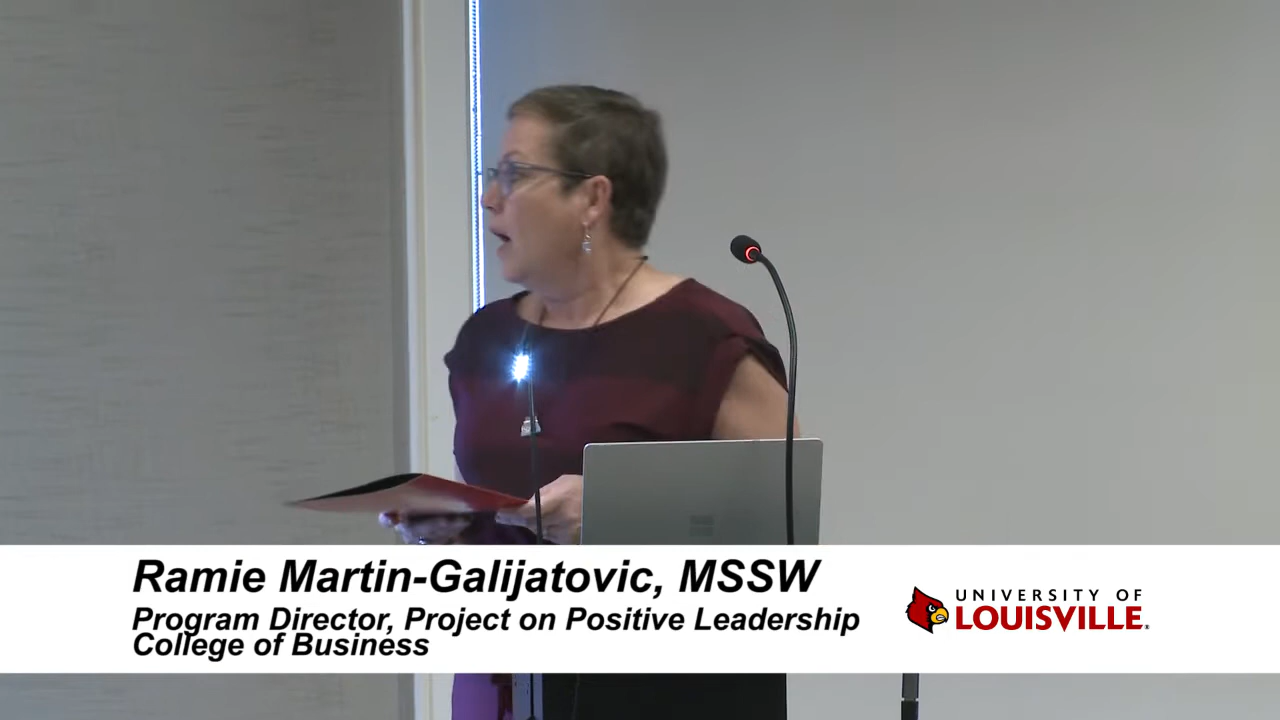 Ramie Martin-Galijatovic, MSSW
Program Director, Project on Positive Leadership
College of Business
UNIVERSITY OF
LOUISVILLE